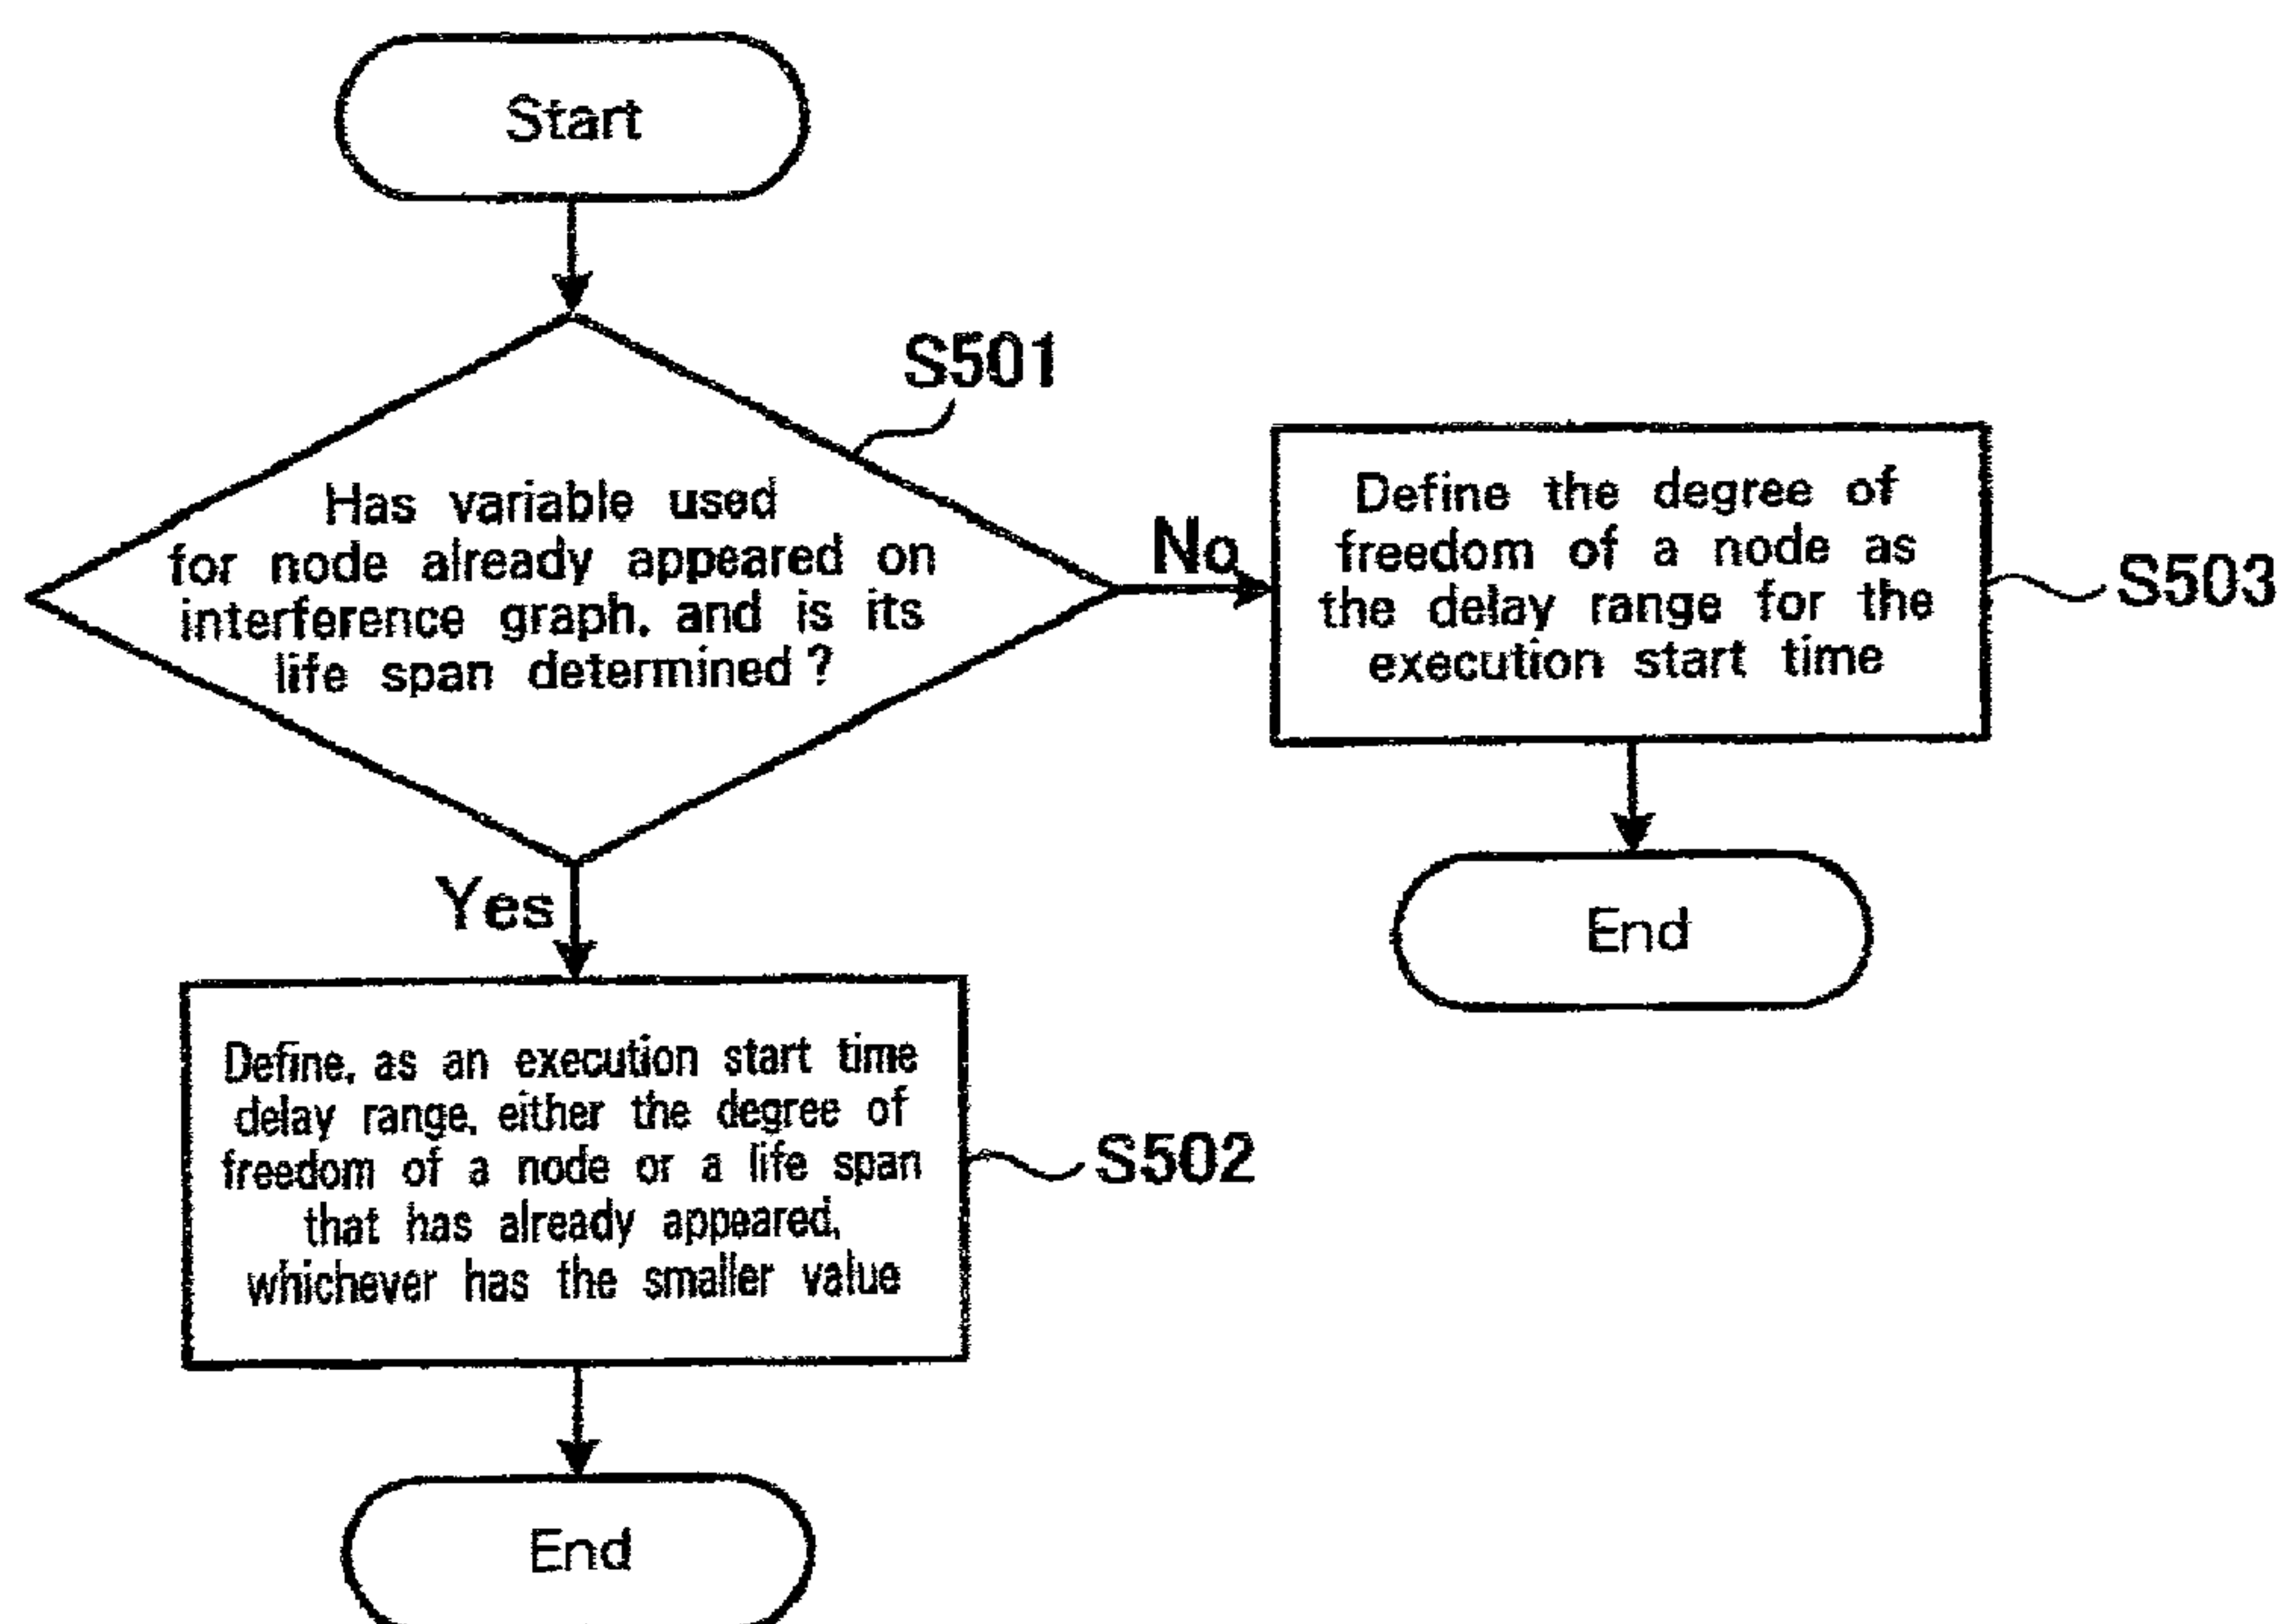 Start
S501
Has variable used
for node already appeared on
interference graph, and is its
life span determined?
No
Define the degree of
freedom of a node as
the delay range for the
execution start time
S503
End
Yes
Define, as an execution start time
delay range, either the degree of
freedom of a node or a life span
that has already appeared,
whichever has the smaller value
S502
End